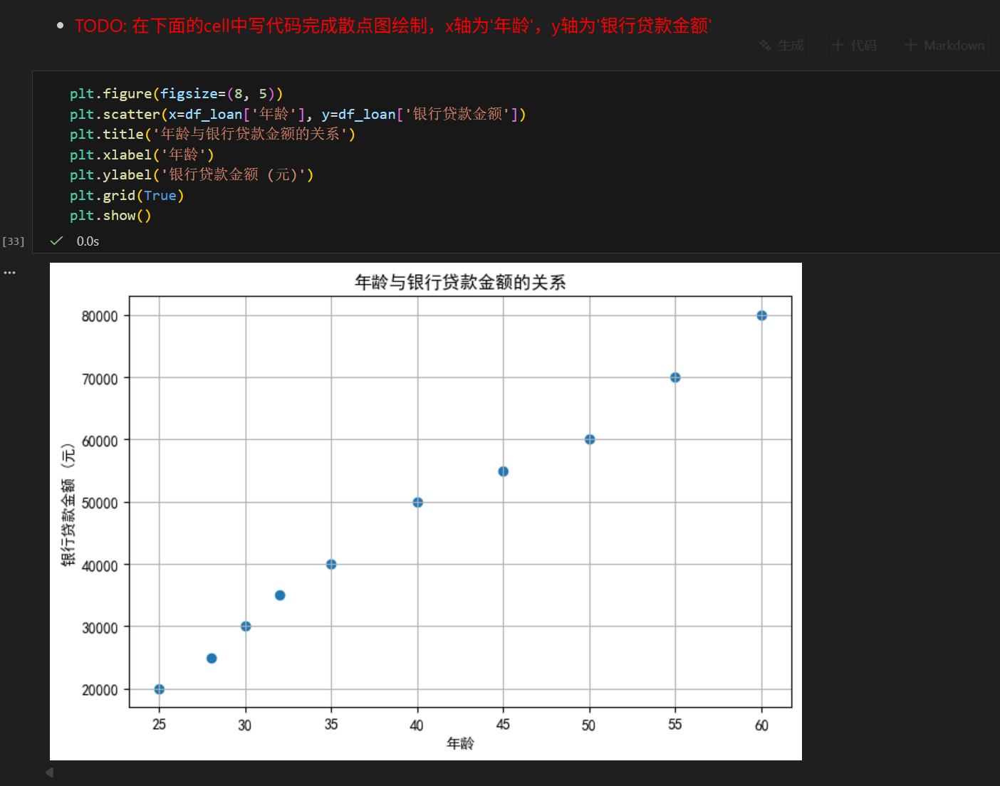 TODO: 在下面的cell中写代码完成散点图绘制，x轴为'年龄'，y轴为'银行贷款金额'
生成 代码 Markdown
plt.figure(figsize=(8, 5))
plt.scatter(x=df_loan['年龄'], y=df_loan['银行贷款金额'])
plt.title('年龄与银行贷款金额的关系')
plt.xlabel('年龄')
plt.ylabel('银行贷款金额（元)')
plt.grid(True)
plt.show()
[33] 0.0s
年龄与银行贷款金额的关系
80000
70000
60000
50000
40000
30000
20000
银行贷款金额（元）
25 30 35 40 45 50 55 60
年龄